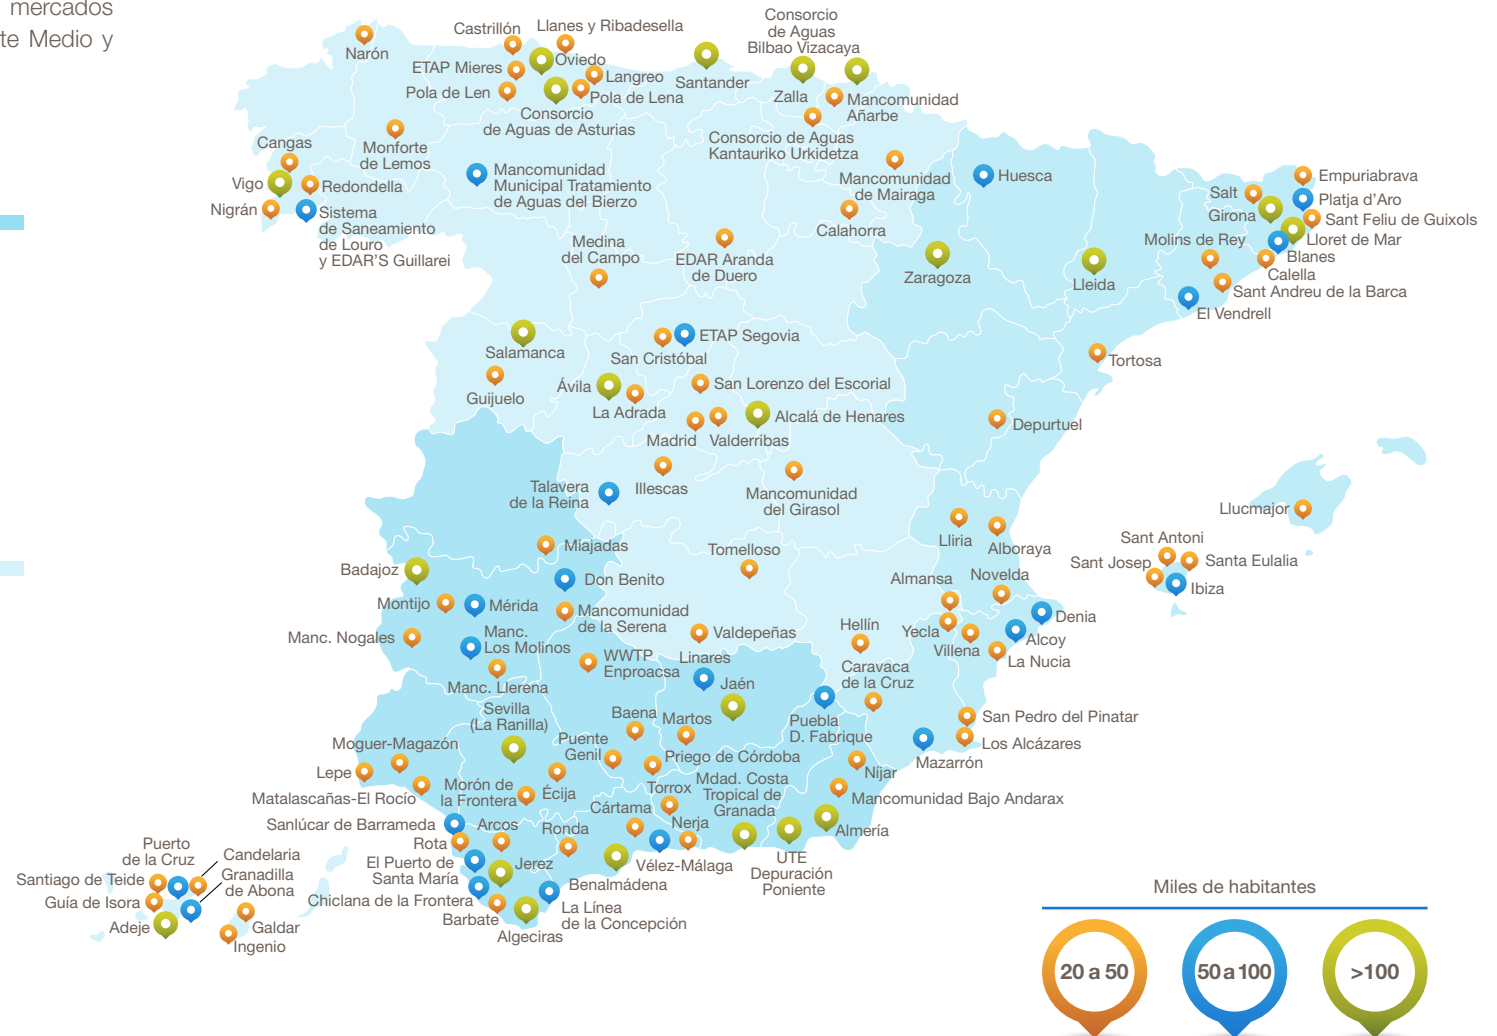 mercados
te Medio y
Narón
Castrillón
Llanes y Ribadesella
ETAP Mieres
Oviedo
Langreo
Pola de Len
Pola de Lena
Consorcio
de Aguas de Asturias
Santander
Consorcio
de Aguas
Bilbao Vizacaya
Zalla
Mancomunidad
Añarbe
Consorcio de Aguas
Kantauriko Urkidetza
Mancomunidad
de Mairaga
Calahorra
Huesca
Cangas
Monforte
de Lemos
Vigo
Redondella
Nigrán
Sistema
de Saneamiento
de Louro
y EDAR'S Guillarei
Mancomunidad
Municipal Tratamiento
de Aguas del Bierzo
Medina
del Campo
EDAR Aranda
de Duero
Zaragoza
Lleida
Empuriabrava
Salt
Platja d'Aro
Girona
Sant Feliu de Guixols
Molins de Rey
Lloret de Mar
Blanes
Calella
Sant Andreu de la Barca
El Vendrell
Tortosa
Salamanca
Guijuelo
San Cristóbal
ETAP Segovia
Ávila
La Adrada
San Lorenzo del Escorial
Madrid
Valderribas
Alcalá de Henares
Depurtuel
Talavera
de la Reina
Illescas
Mancomunidad
del Girasol
Llucmajor
Lliria
Alboraya
Sant Antoni
Sant Josep
Santa Eulalia
Ibiza
Miajadas
Tomelloso
Badajoz
Don Benito
Almansa
Novelda
Montijo
Mérida
Mancomunidad
de la Serena
Denia
Manc. Nogales
Manc.
Los Molinos
Valdepeñas
Hellín
Yecla
Villena
Alcoy
La Nucia
Manc. Llerena
WWTP
Enproacsa
Linares
Jaén
Caravaca
de la Cruz
Puebla
D. Fabrique
San Pedro del Pinatar
Los Alcázares
Mazarrón
Sevilla
(La Ranilla)
Baena
Martos
Puente
Genil
Priego de Córdoba
Moguer-Magazón
Lepe
Matalascañas-El Rocío
Morón de
la Frontera
Écija
Níjar
Mancomunidad Bajo Andarax
Torrox
Mdad. Costa
Tropical de
Granada
Cártama
Nerja
Almería
Sanlúcar de Barrameda
Arcos
Ronda
Rota
El Puerto de
Santa María
Jerez
Vélez-Málaga
UTE
Depuración
Poniente
Benalmádena
Chiclana de la Frontera
Barbate
La Línea
de la Concepción
Algeciras
Puerto
de la Cruz
Candelaria
Granadilla
de Abona
Santiago de Teide
Guía de Isora
Adeje
Galdar
Ingenio
Miles de habitantes
20 a 50
50 a 100
>100